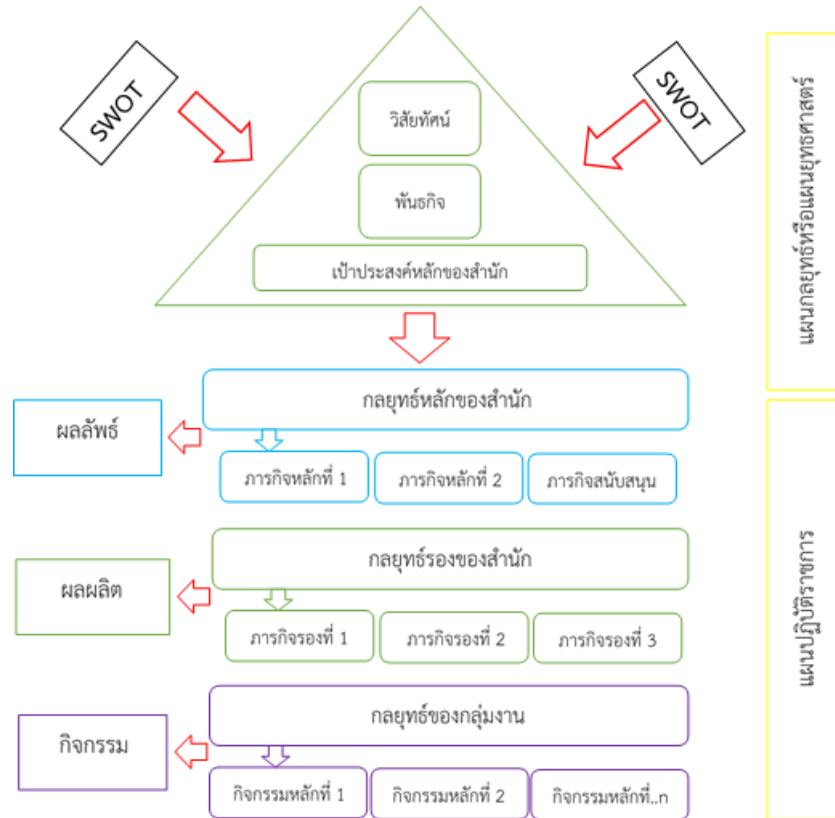 SWOT
SWOT
วิสัยทัศน์
พันธกิจ
เป้าประสงค์หลักของสำนัก
แผนกลยุทธ์หรือแผนยุทธศาสตร์
กลยุทธ์หลักของสำนัก
ผลลัพธ์
ภารกิจหลักที่ 1
ภารกิจหลักที่ 2
ภารกิจสนับสนุน
กลยุทธ์รองของสำนัก
ผลผลิต
ภารกิจรองที่ 1
ภารกิจรองที่ 2
ภารกิจรองที่ 3
แผนปฏิบัติราชการ
กลยุทธ์ของกลุ่มงาน
กิจกรรม
กิจกรรมหลักที่ 1
กิจกรรมหลักที่ 2
กิจกรรมหลักที่..n